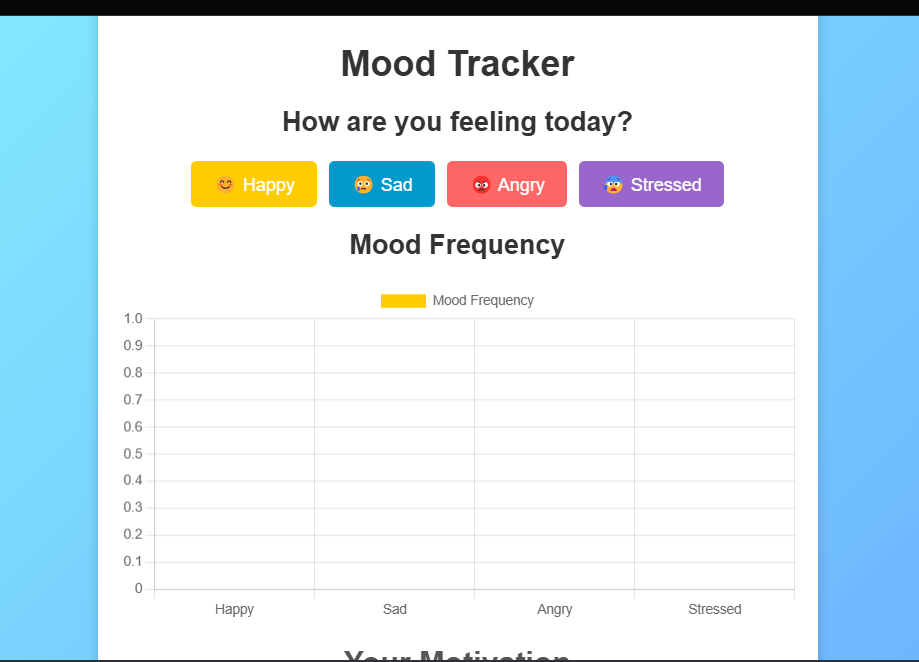 Mood Tracker
How are you feeling today?
😊 Happy 😢 Sad 😡 Angry 😰 Stressed
Mood Frequency
Mood Frequency
1.0
0.9
0.8
0.7
0.6
0.5
0.4
0.3
0.2
0.1
0
Happy Sad Angry Stressed
Your Motivation